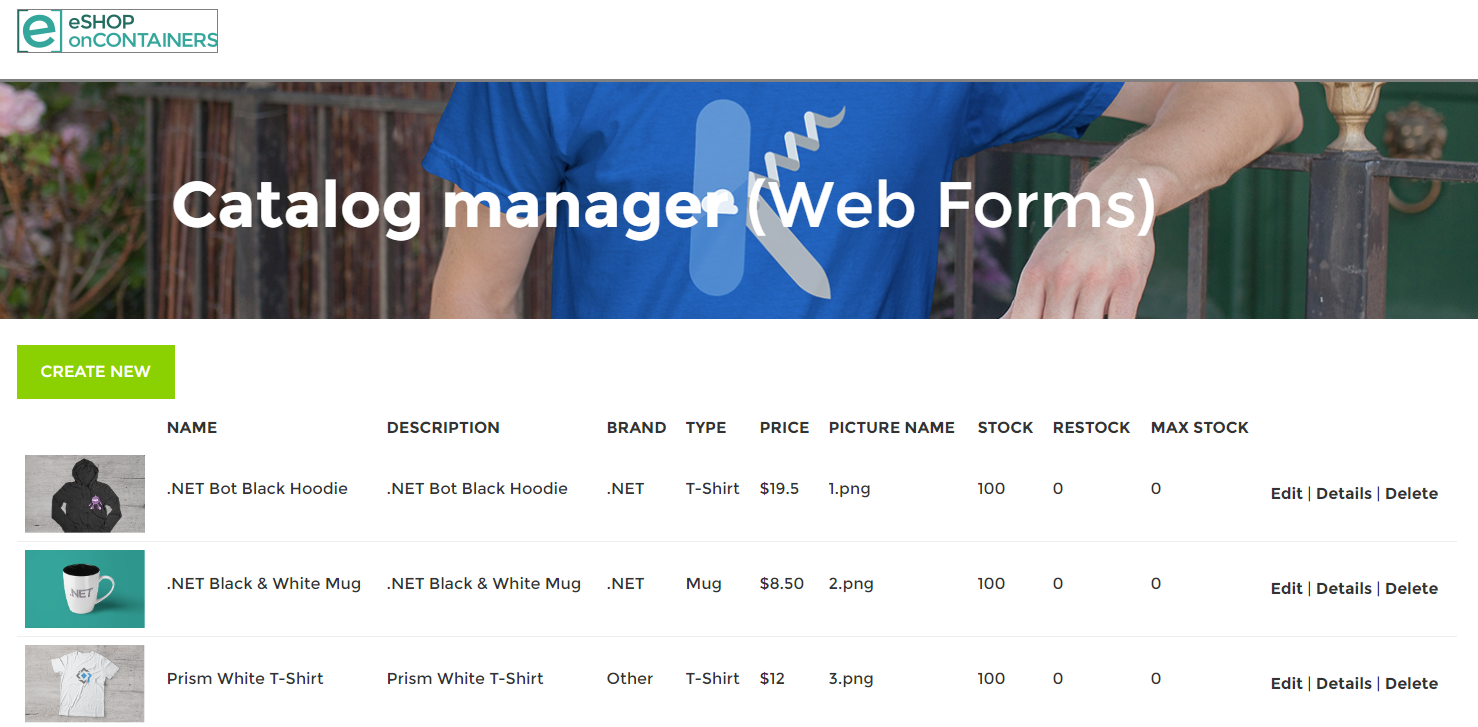 e eSHOP
onCONTAINERS
Catalog manager (Web Forms)
CREATE NEW
NAME DESCRIPTION BRAND TYPE PRICE PICTURE NAME STOCK RESTOCK MAX STOCK
.NET Bot Black Hoodie .NET Bot Black Hoodie .NET T-Shirt $19.5 1.png 100 0 0 Edit | Details | Delete
.NET Black & White Mug .NET Black & White Mug .NET Mug $8.50 2.png 100 0 0 Edit | Details | Delete
.NET
Prism White T-Shirt Prism White T-Shirt Other T-Shirt $12 3.png 100 0 0 Edit | Details | Delete